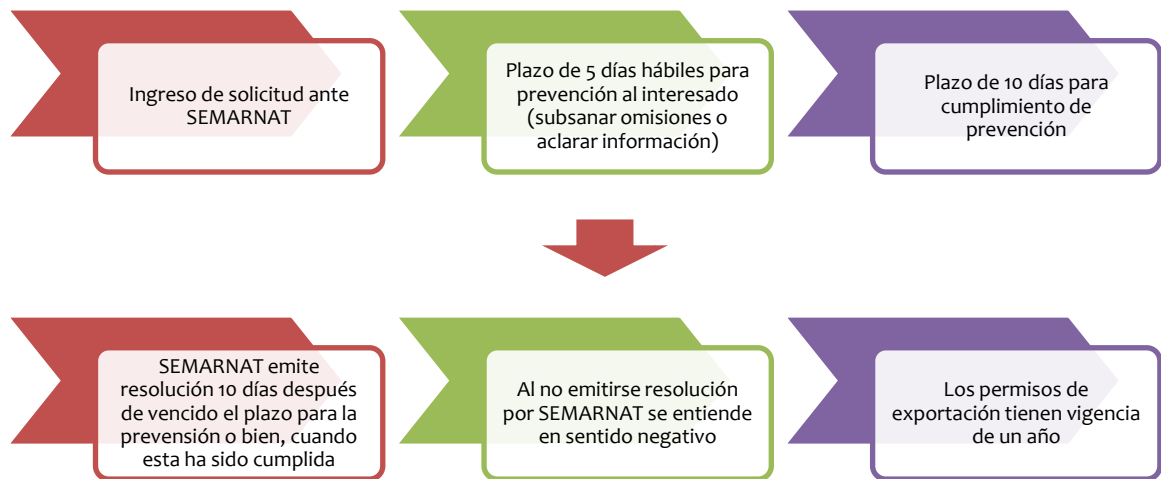 Ingreso de solicitud ante
SEMARNAT
Plazo de 5 días hábiles para
prevención al interesado
(subsanar omisiones o
aclarar información)
Plazo de 10 días para
cumplimiento de
prevención
SEMARNAT emite
resolución 10 días después
de vencido el plazo para la
prevensión o bien, cuando
esta ha sido cumplida
Al no emitirse resolución
por SEMARNAT se entiende
en sentido negativo
Los permisos de
exportación tienen vigencia
de un año